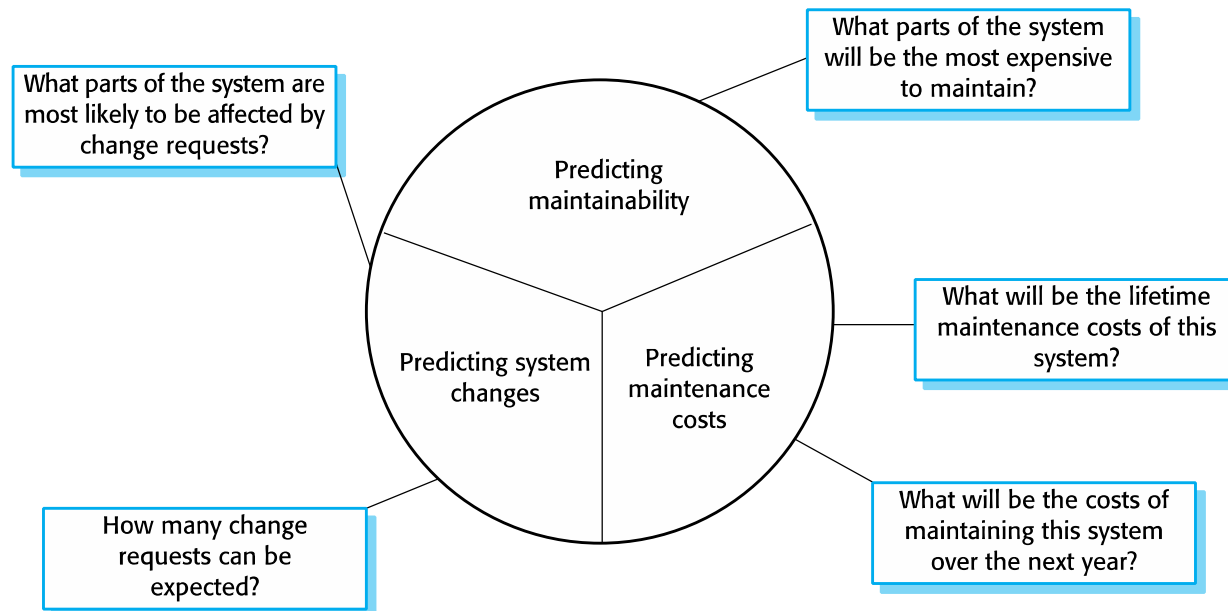 What parts of the system
will be the most expensive
to maintain?
What parts of the system are
most likely to be affected by
change requests?
Predicting
maintainability
What will be the lifetime
maintenance costs of this
system?
Predicting system
changes
Predicting
maintenance
costs
What will be the costs of
maintaining this system
over the next year?
How many change
requests can be
expected?